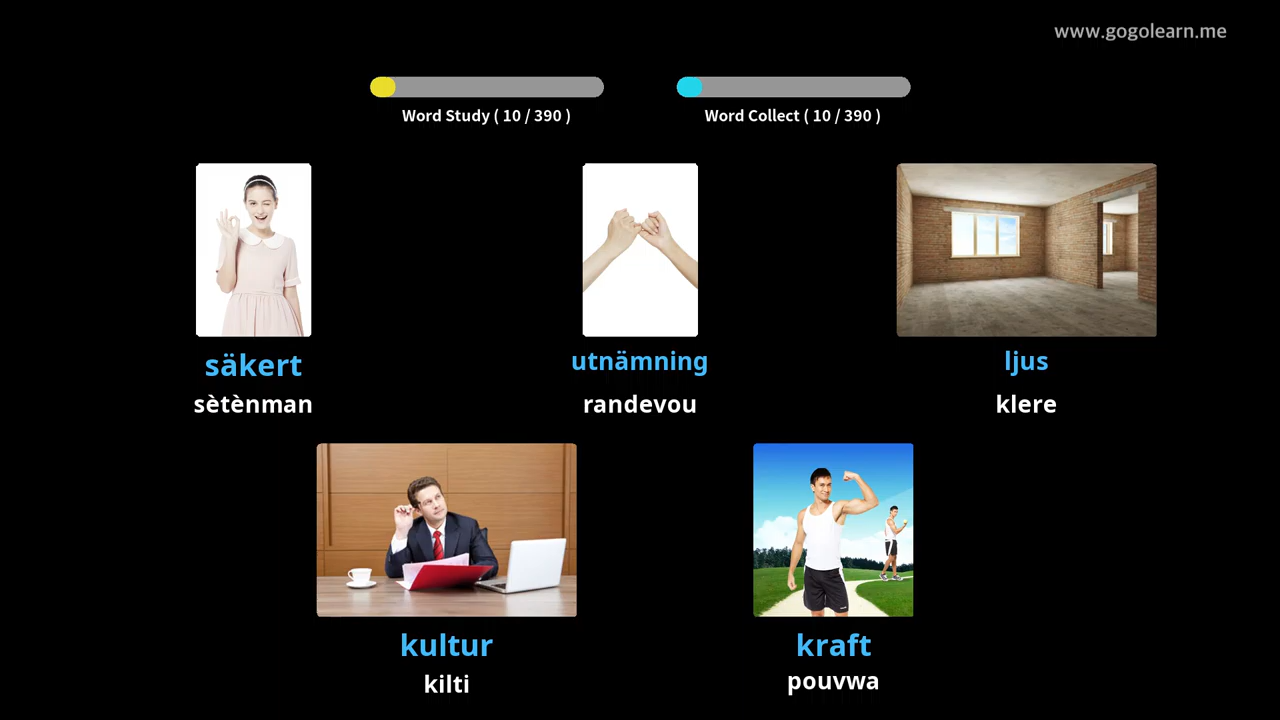 www.gogolearn.me
Word Study ( 10 / 390 )
Word Collect ( 10 / 390 )
säkert
utnämning
ljus
sètènman
randevou
klere
kultur
kraft
kilti
pouvwa